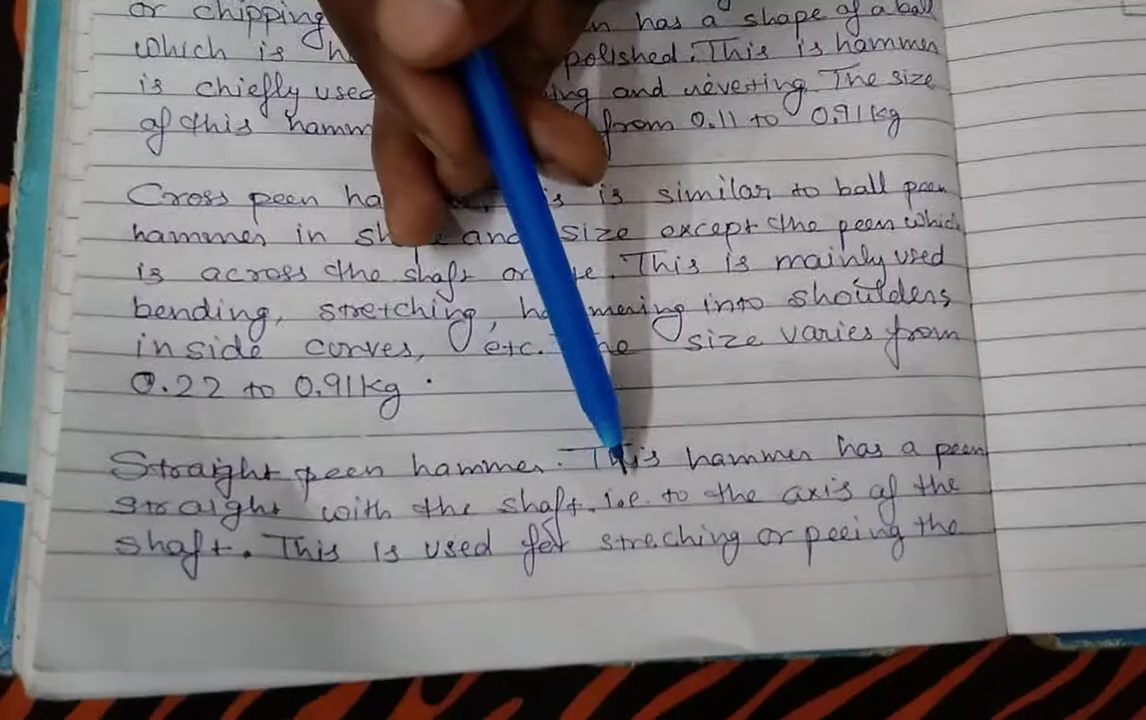 or chipping has a shape of a ball
which is polished. This is hammer
is chiefly used and reverting. The size
of this from 0.11 to 0.91kg
Cross peen is similar to ball peen
hammer in and size except the peen which
is across the shaft This is mainly used
bending, stretching, into shoulders,
inside curves, etc. size varies from
0.22 to 0.91kg.
Straight peen hammer. This hammer has a peen
straight with the shaft. i.e. to the axis of the
shaft. This is used for streching or peeing the